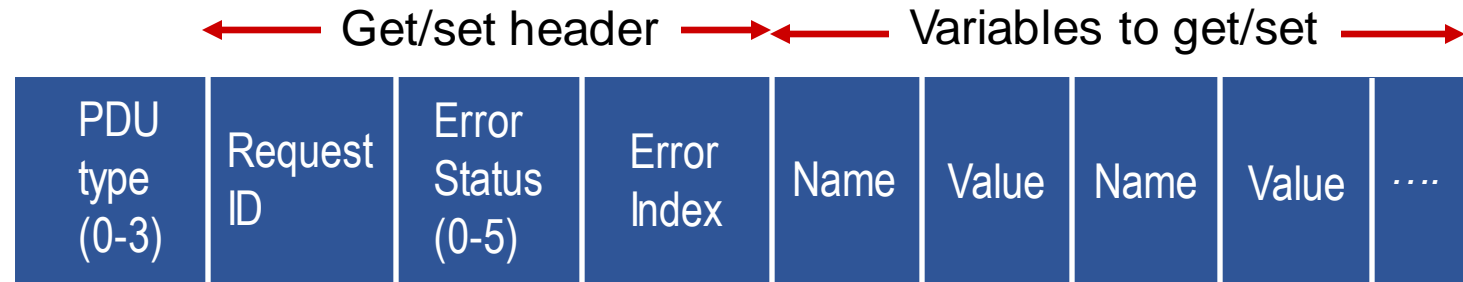 Get/set header
Variables to get/set
PDU
type
(0-3)
Request
ID
Error
Status
(0-5)
Error
Index
Name
Value
Name
Value
....